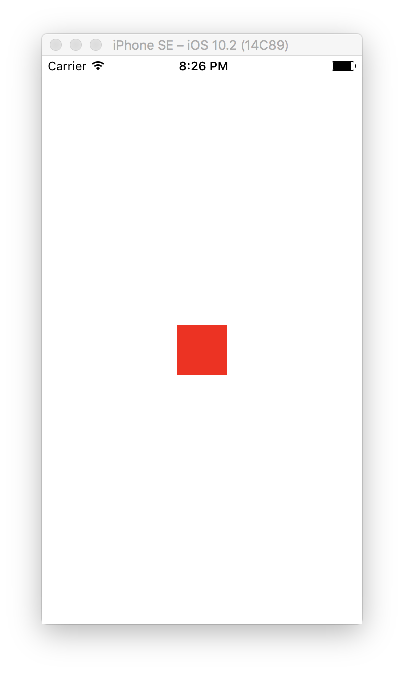 iPhone SE – iOS 10.2 (14C89)
Carrier 8:26 PM